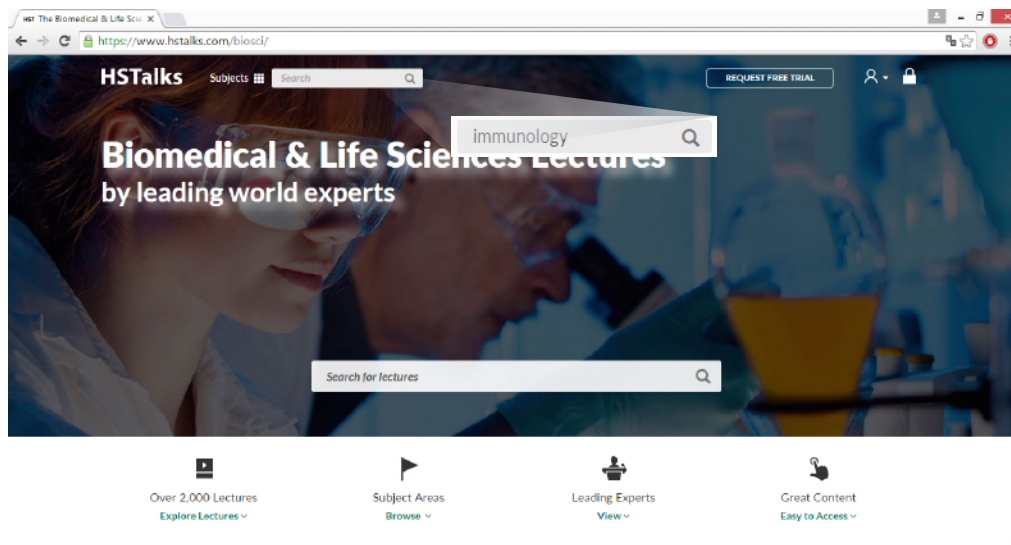 HST The Biomedical & Life Scie
https://www.hstalks.com/biosci/
HSTalks Subjects Search REQUEST FREE TRIAL
immunology
Biomedical & Life Sciences Lectures
by leading world experts
Search for lectures
Over 2,000 Lectures Subject Areas Leading Experts Great Content
Explore Lectures Browse View Easy to Access